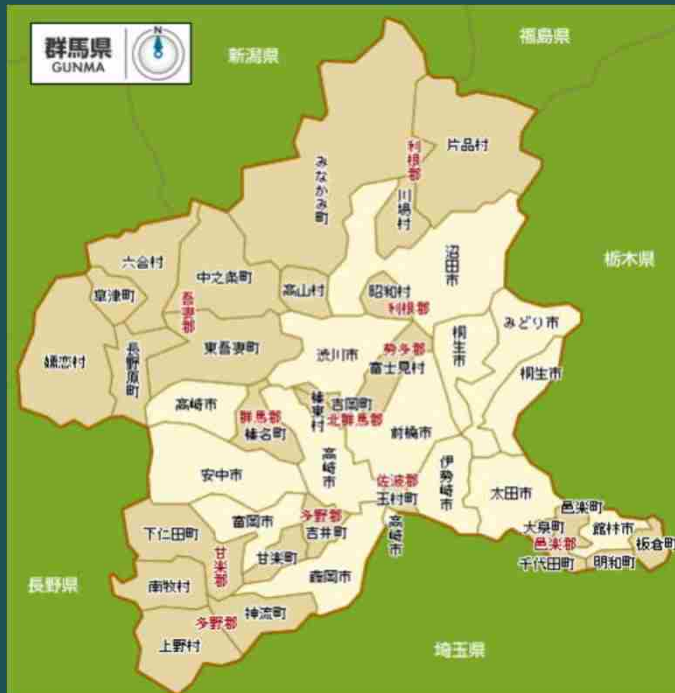 群馬県
GUNMA
N
新潟県
福島県
栃木県
長野県
埼玉県
みなかみ町
利根郡
片品村
川場村
沼田市
六合村
中之条町
高山村
昭和村
利根郡
草津町
吾妻郡
嬬恋村
長野原町
東吾妻町
渋川市
勢多郡
富士見村
桐生市
みどり市
桐生市
高崎市
群馬郡
榛名町
榛東村
吉岡町
北群馬郡
前橋市
高崎市
安中市
佐波郡
玉村町
伊勢崎市
太田市
邑楽町
大泉町
館林市
邑楽郡
板倉町
千代田町
明和町
下仁田町
富岡市
多野郡
吉井町
高崎市
甘楽郡
甘楽町
南牧村
藤岡市
神流町
多野郡
上野村